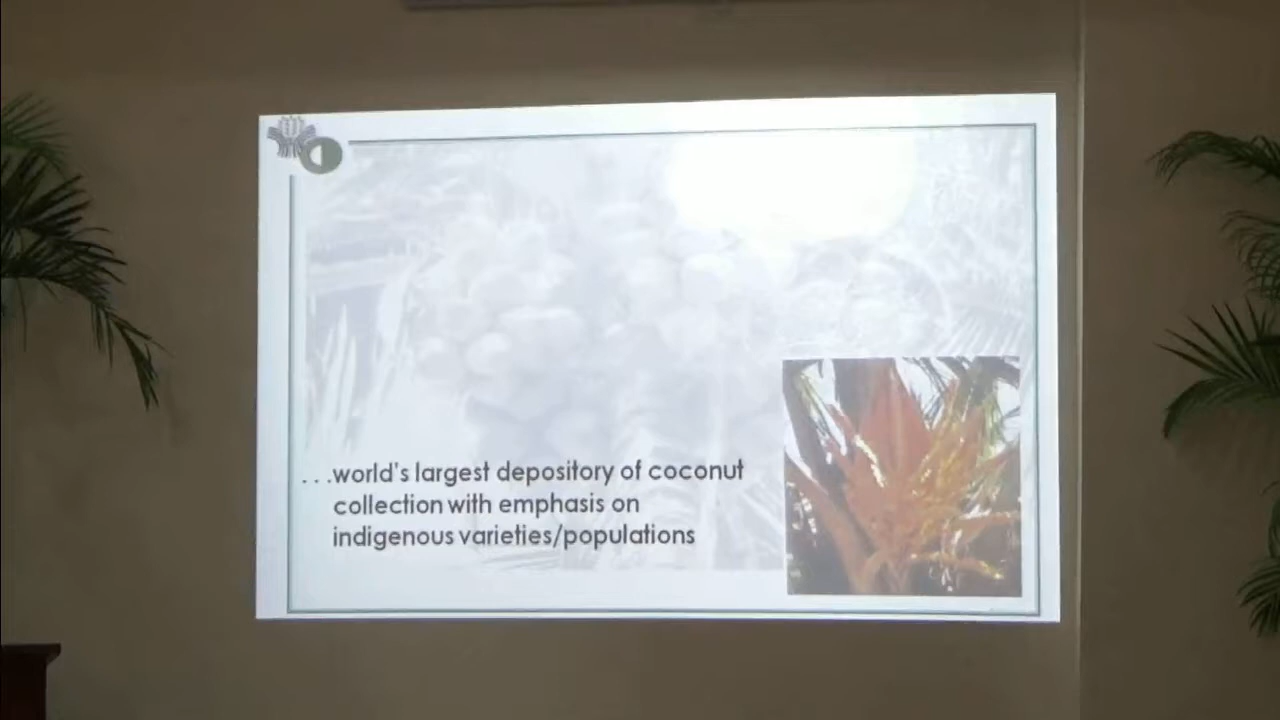 ...world's largest depository of coconut
collection with emphasis on
indigenous varieties/populations